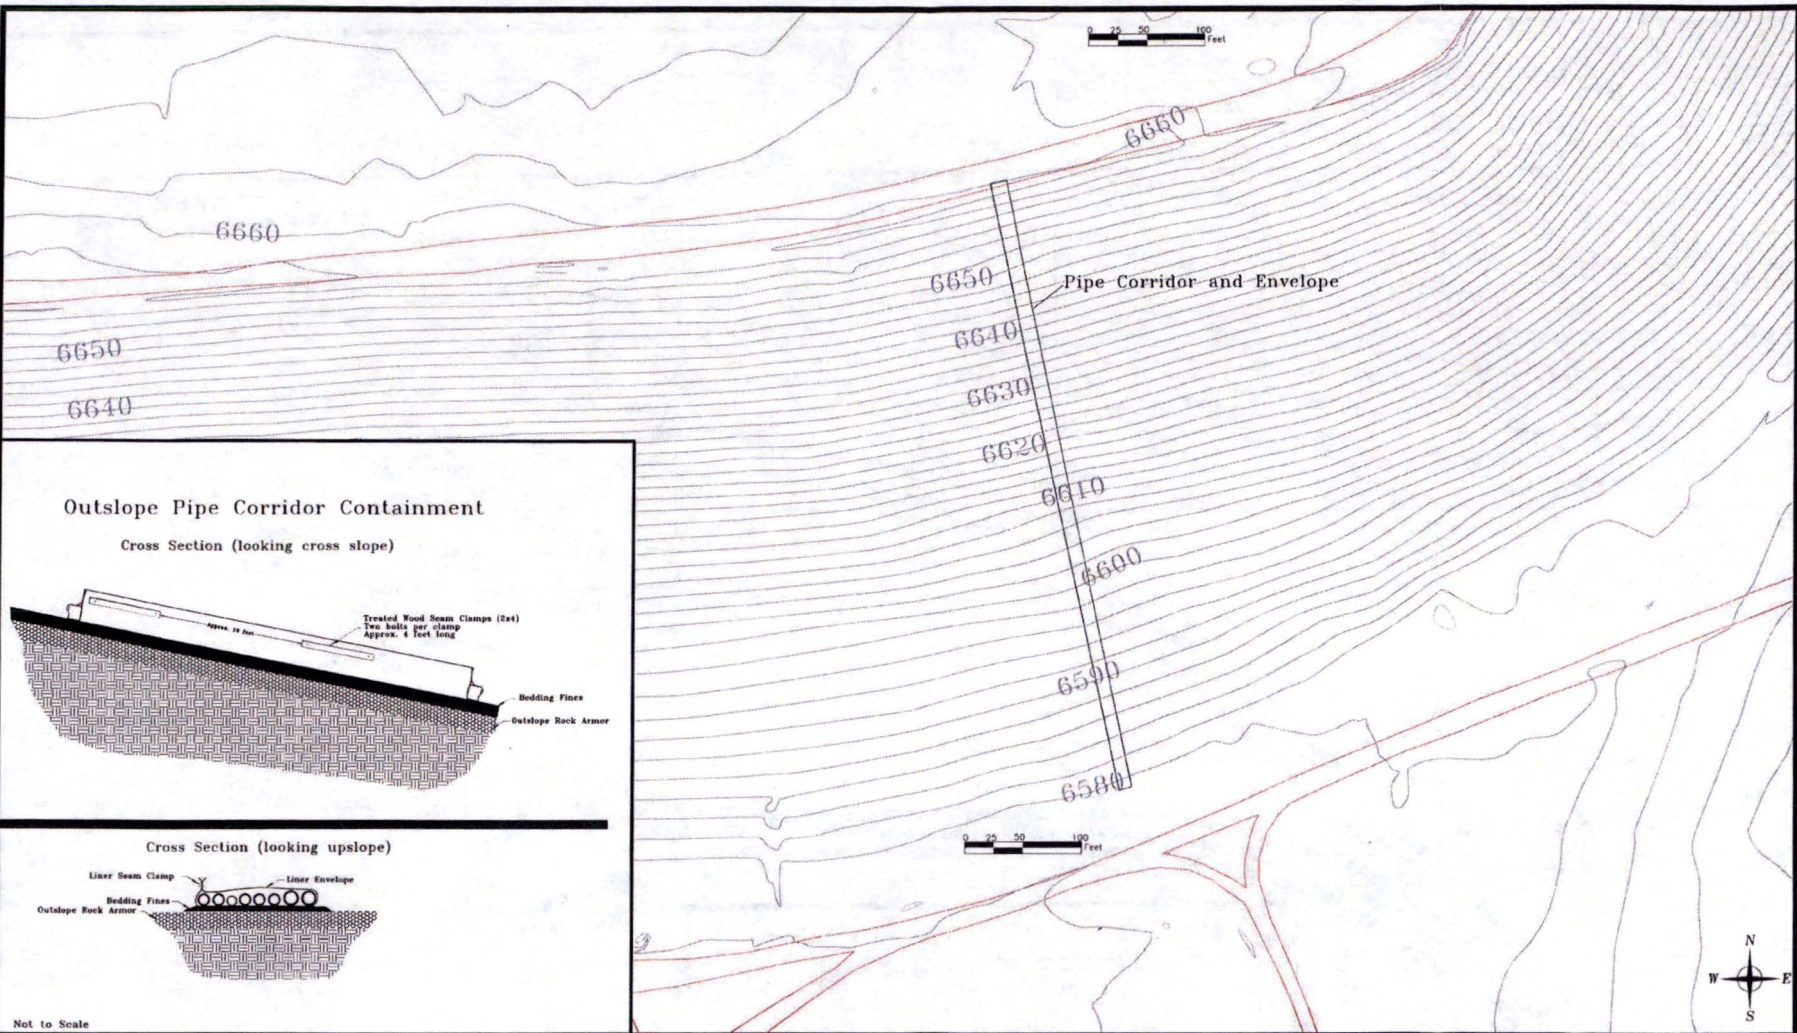 0 25 50 100
Feet
6660
6660
6650
Pipe Corridor and Envelope
6640
6650
6630
6640
6620
6610
6600
6590
6580
0 25 50 100
Feet
Outslope Pipe Corridor Containment
Cross Section (looking cross slope)
Treated Wood Seam Clamps (2x4)
Two bolts per clamp
Approx. 4 feet long
Approx. feet
Bedding Fines
Outslope Rock Armor
Cross Section (looking upslope)
Liner Seam Clamp
Liner Envelope
Bedding Fines
Outslope Rock Armor
Not to Scale
N
W E
S